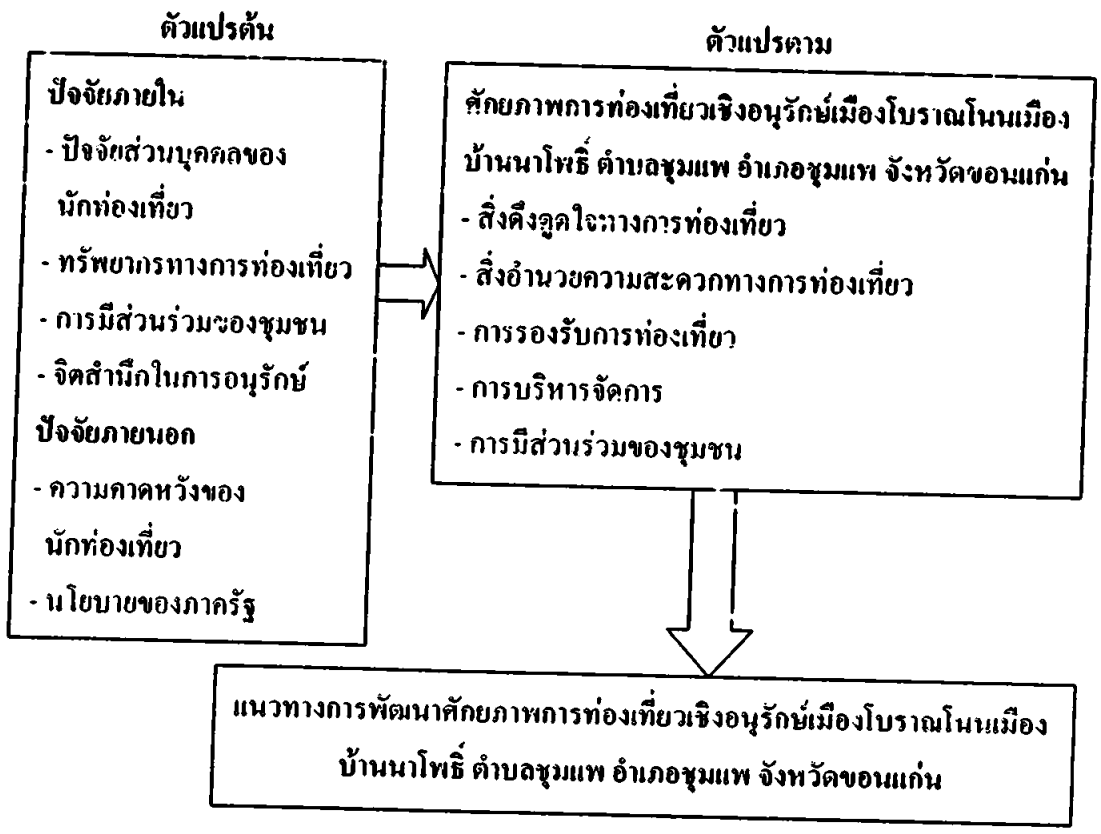 ตัวแปรต้น
ปัจจัยภายใน
- ปัจจัยส่วนบุคคลของ
นักท่องเที่ยว
- ทรัพยากรทางการท่องเที่ยว
- การมีส่วนร่วมของชุมชน
- จิตสำนึกในการอนุรักษ์
ปัจจัยภายนอก
- ความคาดหวังของ
นักท่องเที่ยว
- นโยบายของภาครัฐ
ตัวแปรตาม
ศักยภาพการท่องเที่ยวเชิงอนุรักษ์เมืองโบราณโนนเมือง
บ้านนาโพธิ์ ตำบลชุมแพ อำเภอชุมแพ จังหวัดขอนแก่น
- สิ่งดึงดูดใจทางการท่องเที่ยว
- สิ่งอำนวยความสะดวกทางการท่องเที่ยว
- การรองรับการท่องเที่ยว
- การบริหารจัดการ
- การมีส่วนร่วมของชุมชน
แนวทางการพัฒนาศักยภาพการท่องเที่ยวเชิงอนุรักษ์เมืองโบราณโนนเมือง
บ้านนาโพธิ์ ตำบลชุมแพ อำเภอชุมแพ จังหวัดขอนแก่น